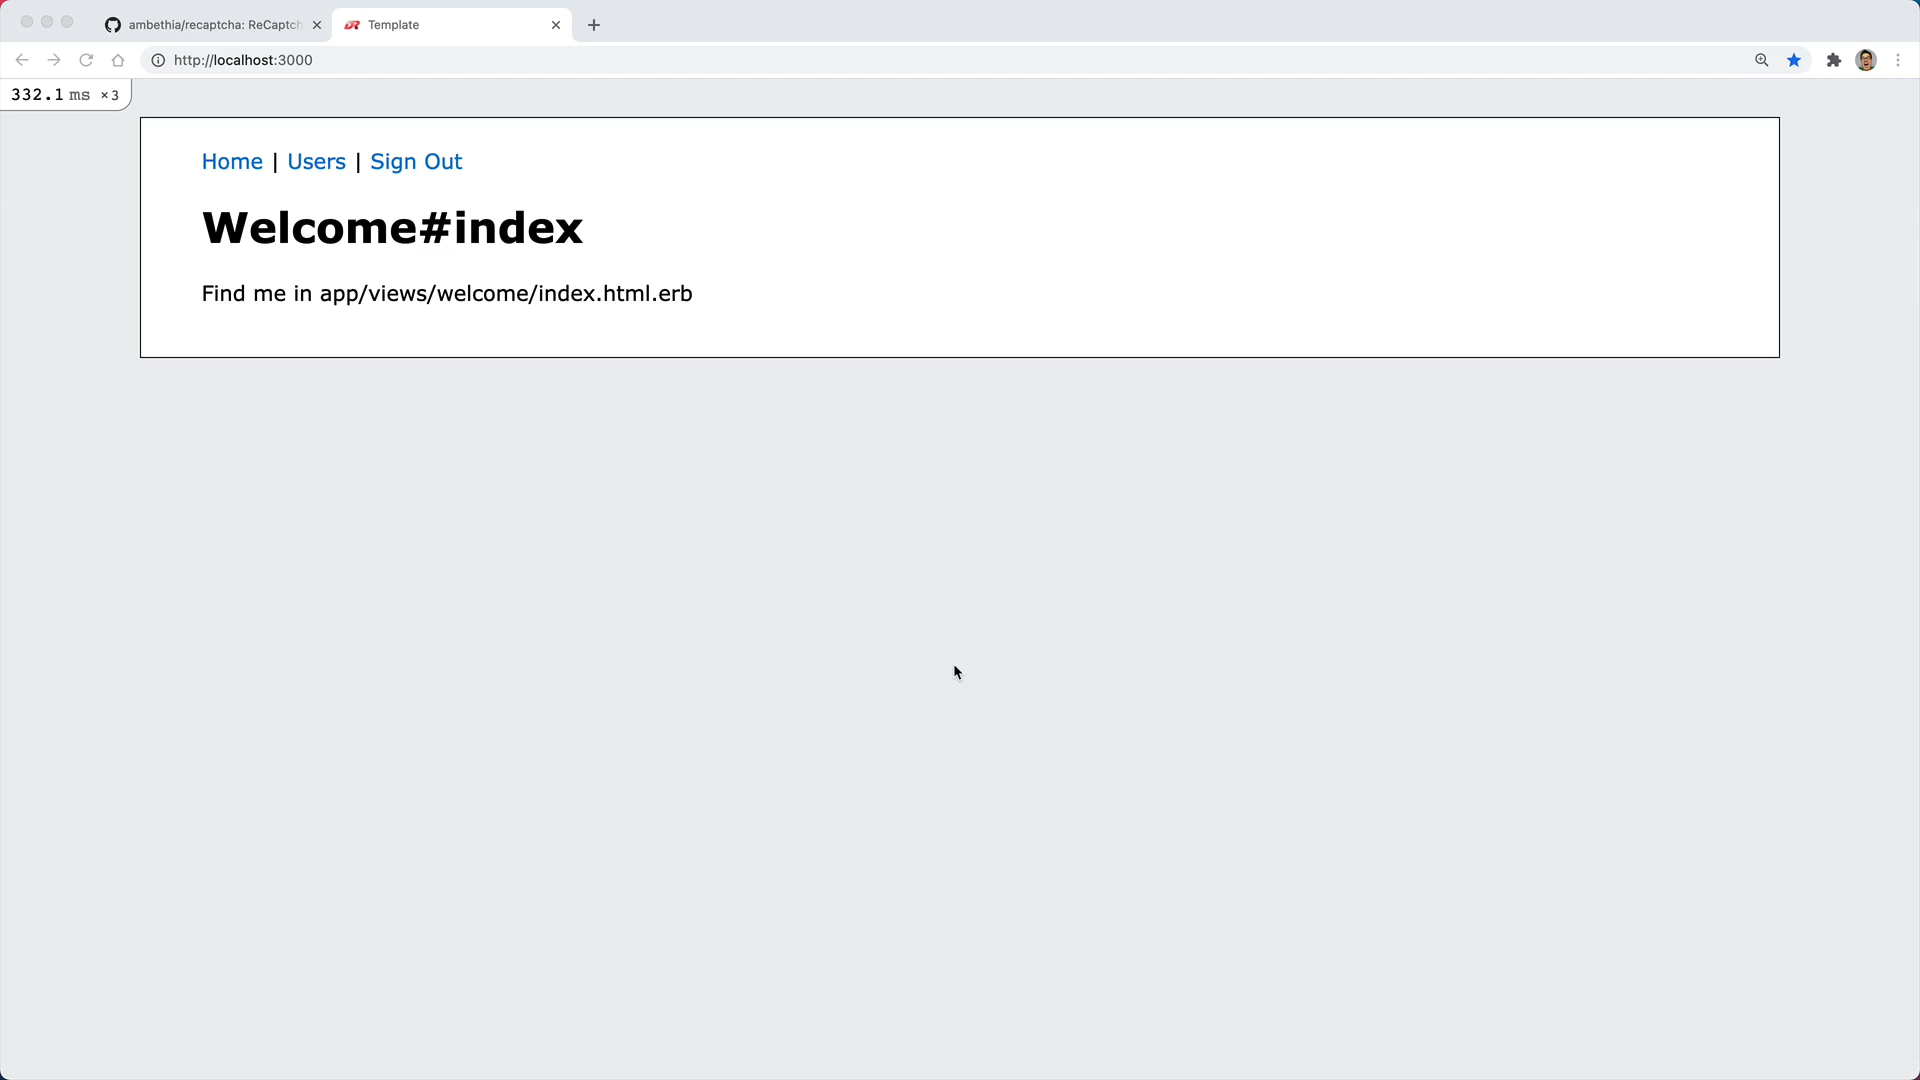 ambethia/recaptcha: ReCaptch
Template
http://localhost:3000
332.1 ms ×3
Home | Users | Sign Out
Welcome#index
Find me in app/views/welcome/index.html.erb